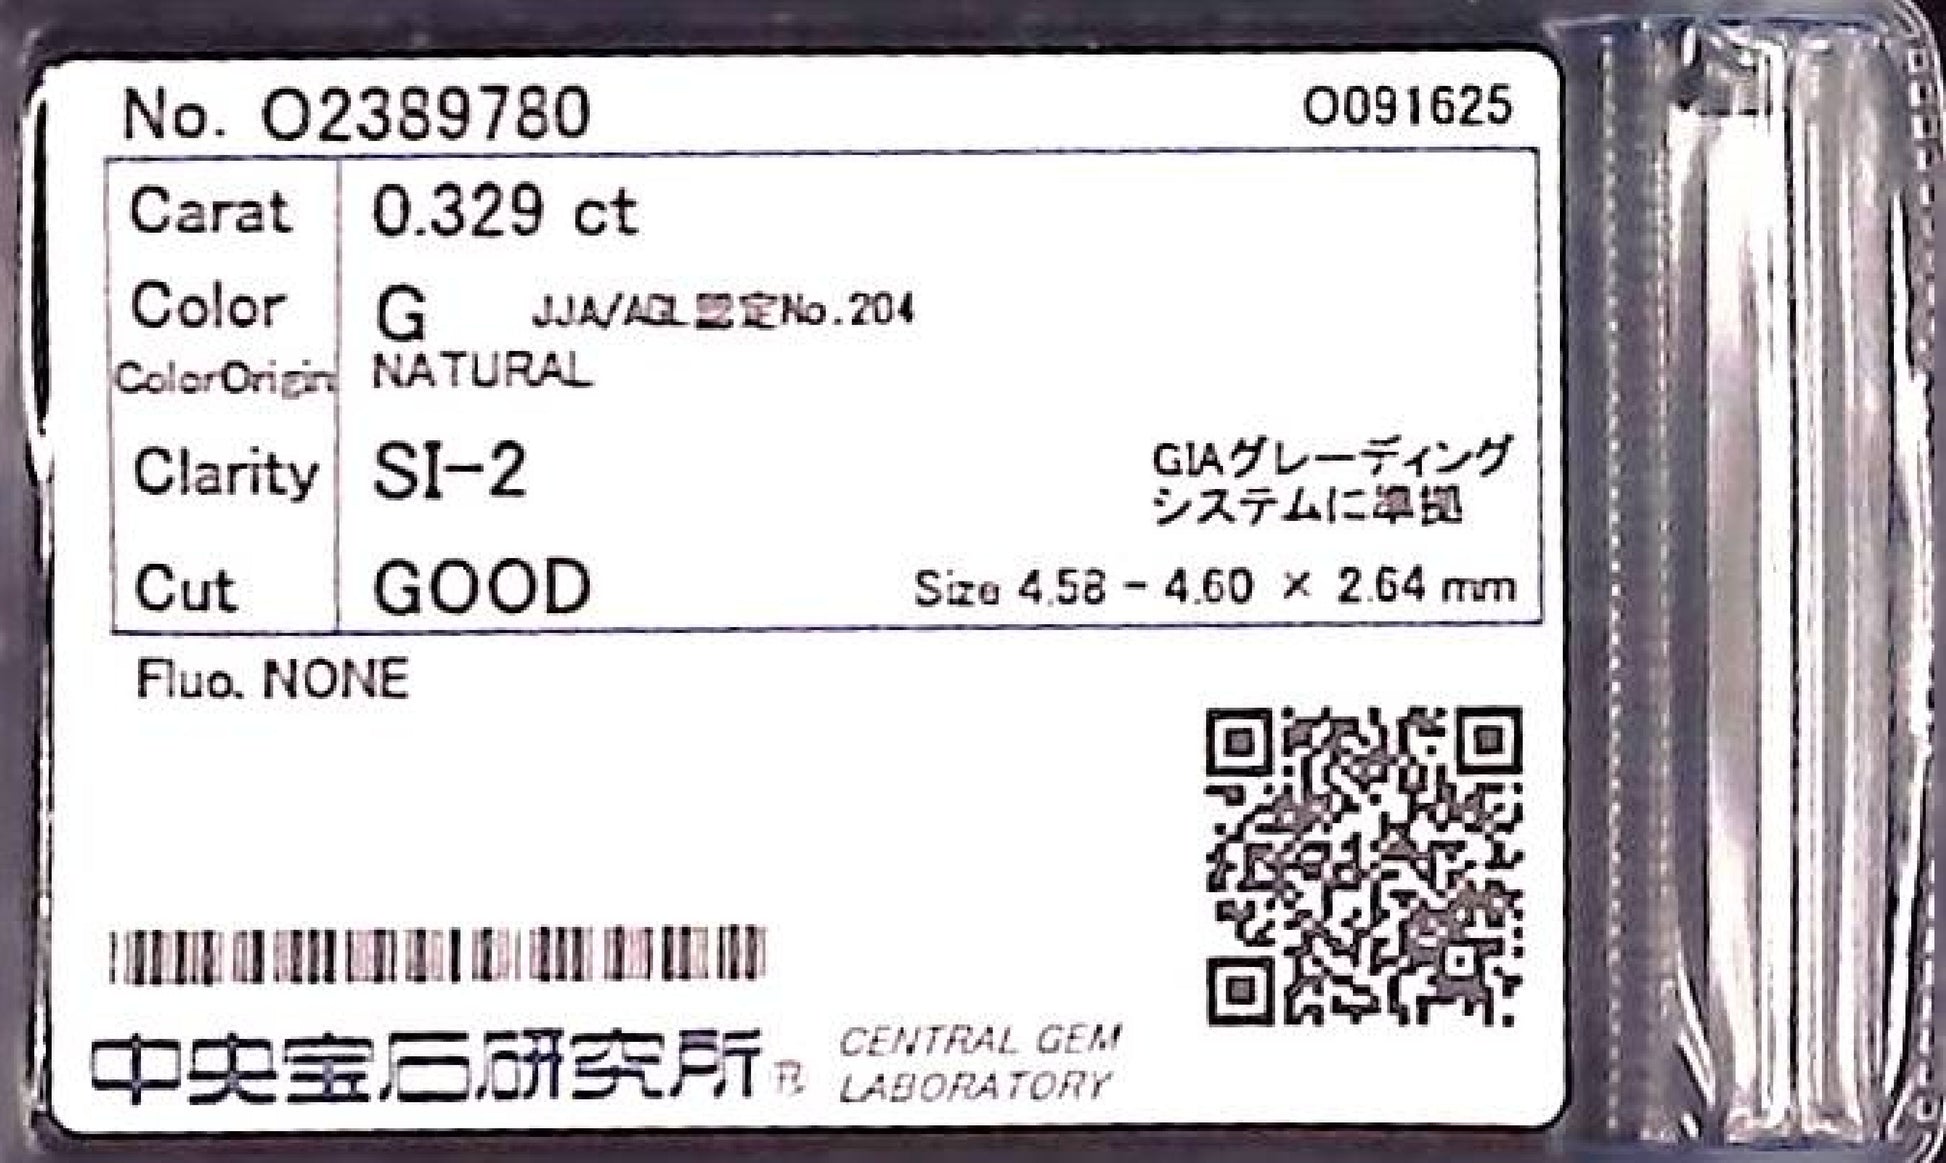 No. O2389780 O091625
Carat 0.329 ct
Color G JJA/AGL認定No.204
ColorOrigin NATURAL
Clarity SI-2 GIAグレーディング
システムに準拠
Cut GOOD Size 4.58 - 4.60 × 2.64 mm
Fluo. NONE
中央宝石研究所® CENTRAL GEM
LABORATORY